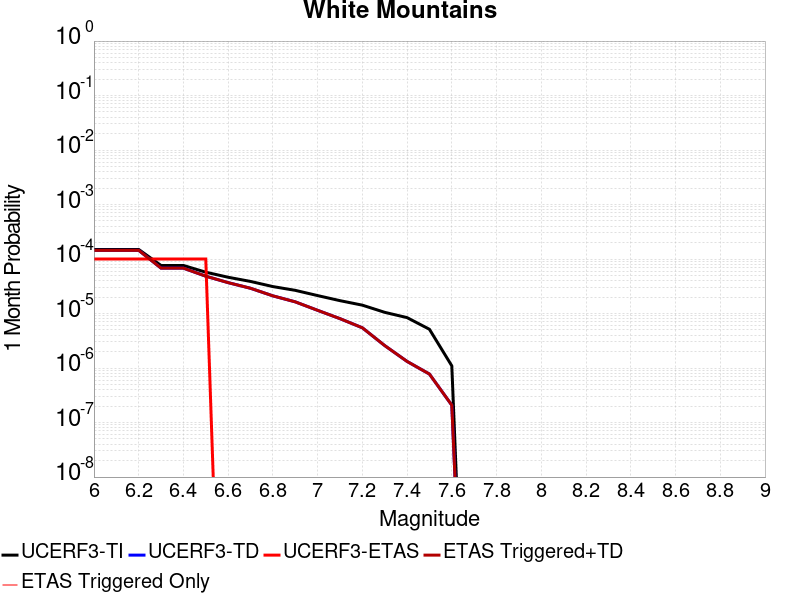 White Mountains
10^0
10^-1
10^-2
10^-3
10^-4
10^-5
10^-6
10^-7
10^-8
1 Month Probability
6 6.2 6.4 6.6 6.8 7 7.2 7.4 7.6 7.8 8 8.2 8.4 8.6 8.8 9
Magnitude
UCERF3-TI UCERF3-TD UCERF3-ETAS ETAS Triggered+TD
ETAS Triggered Only